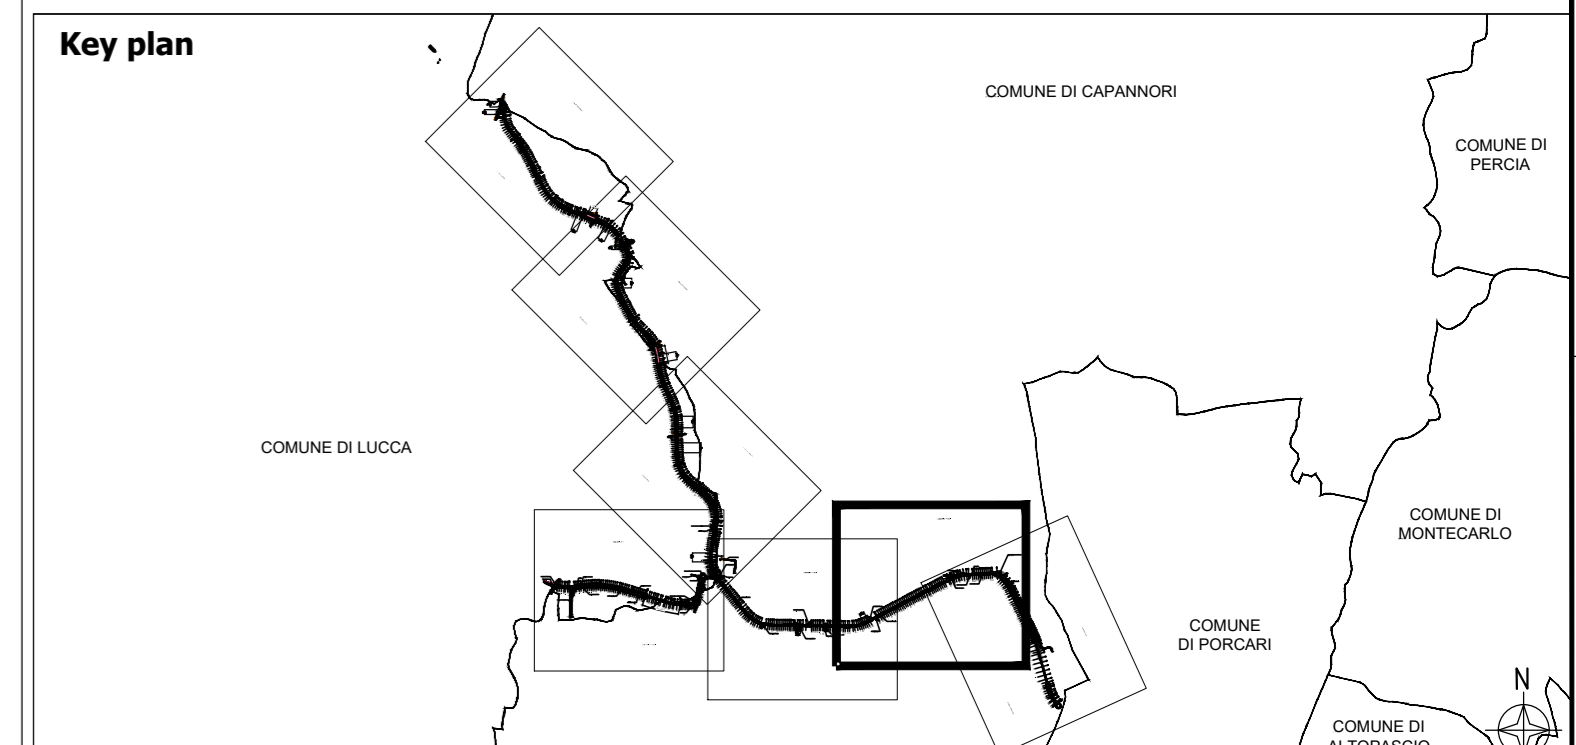 Key plan
COMUNE DI CAPANNORI
COMUNE DI
PERCIA
COMUNE DI LUCCA
COMUNE DI
MONTECARLO
COMUNE
DI PORCARI
N
COMUNE DI
ALTOPASCIO